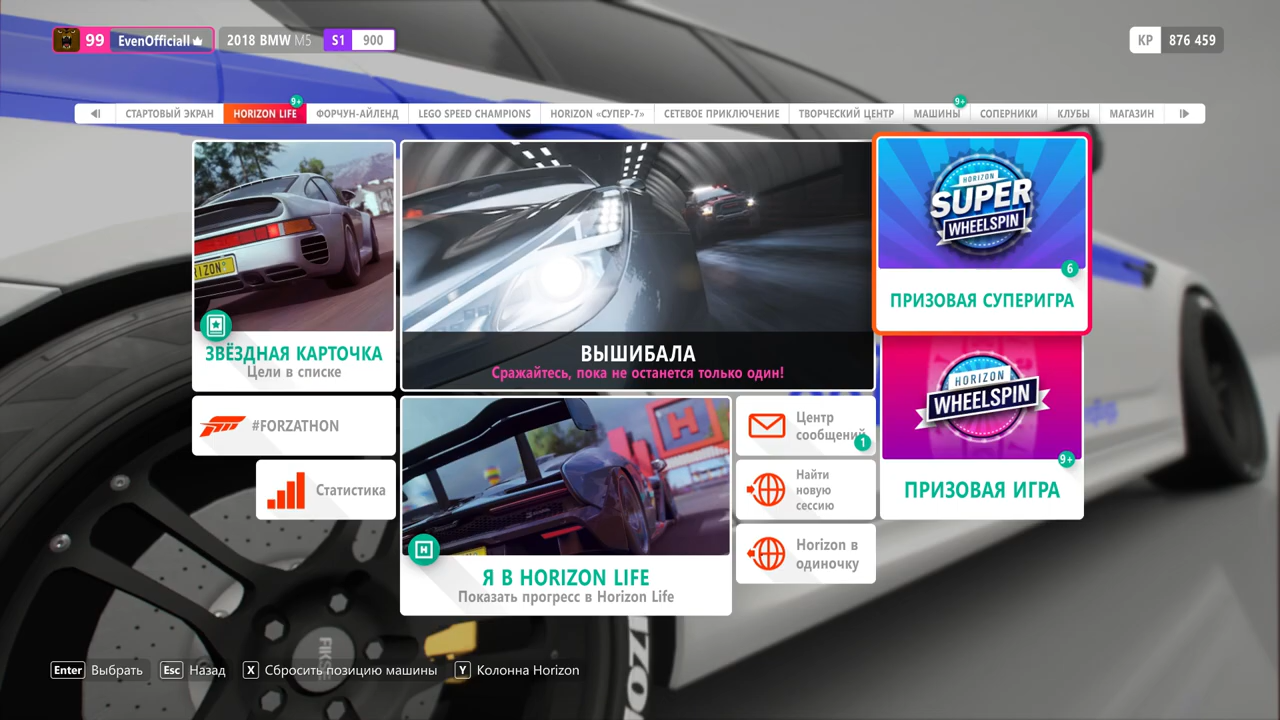 99 EvenOfficiall
2018 BMW M5 S1 900
КР 876 459
9+
9+
СТАРТОВЫЙ ЭКРАН HORIZON LIFE ФОРЧУН-АЙЛЕНД LEGO SPEED CHAMPIONS HORIZON «СУПЕР-7» СЕТЕВОЕ ПРИКЛЮЧЕНИЕ ТВОРЧЕСКИЙ ЦЕНТР МАШИНЫ СОПЕРНИКИ КЛУБЫ МАГАЗИН
ЗВЁЗДНАЯ КАРТОЧКА
Цели в списке
ВЫШИБАЛА
Сражайтесь, пока не останется только один!
HORIZON
SUPER
WHEELSPIN
6
ПРИЗОВАЯ СУПЕРИГРА
#FORZATHON
Статистика
H
Я В HORIZON LIFE
Показать прогресс в Horizon Life
Центр
сообщений
1
Найти
новую
сессию
Horizon в
одиночку
HORIZON
WHEELSPIN
9+
ПРИЗОВАЯ ИГРА
Enter Выбрать Esc Назад X Сбросить позицию машины Y Колонна Horizon